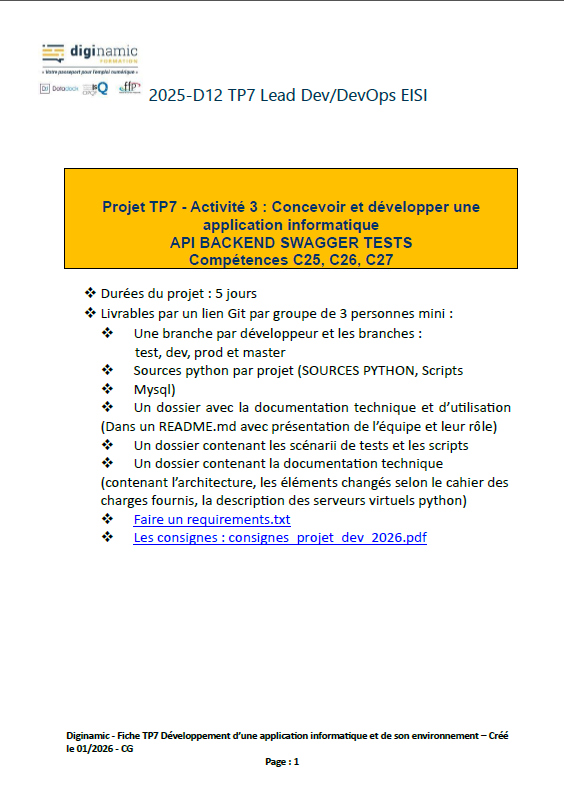 diginamic
FORMATION
« Votre passeport pour l'emploi numérique »
Datadock
Q
ffp
2025-D12 TP7 Lead Dev/DevOps EISI
Projet TP7 - Activité 3 : Concevoir et développer une
application informatique
API BACKEND SWAGGER TESTS
Compétences C25, C26, C27
❖ Durées du projet : 5 jours
❖ Livrables par un lien Git par groupe de 3 personnes mini :
❖ Une branche par développeur et les branches :
test, dev, prod et master
❖ Sources python par projet (SOURCES PYTHON, Scripts
❖ Mysql)
❖ Un dossier avec la documentation technique et d'utilisation
(Dans un README.md avec présentation de l'équipe et leur rôle)
❖ Un dossier contenant les scénarii de tests et les scripts
❖ Un dossier contenant la documentation technique
(contenant l'architecture, les éléments changés selon le cahier des
charges fournis, la description des serveurs virtuels python)
❖ Faire un requirements.txt
❖ Les consignes : consignes_projet_dev_2026.pdf
Diginamic - Fiche TP7 Développement d'une application informatique et de son environnement – Créé
le 01/2026 - CG
Page : 1